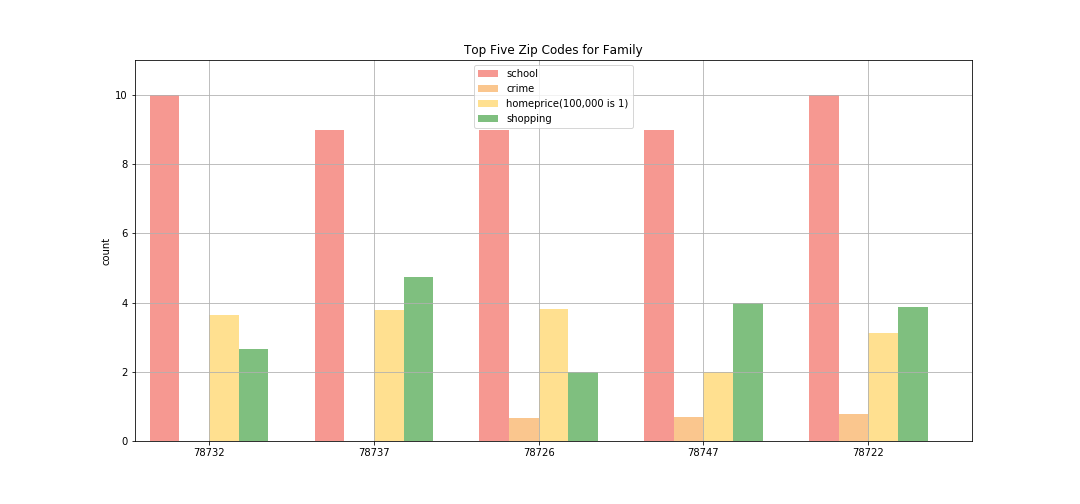 Top Five Zip Codes for Family
school
crime
homeprice(100,000 is 1)
shopping
10
8
6
4
2
0
count
78732 78737 78726 78747 78722